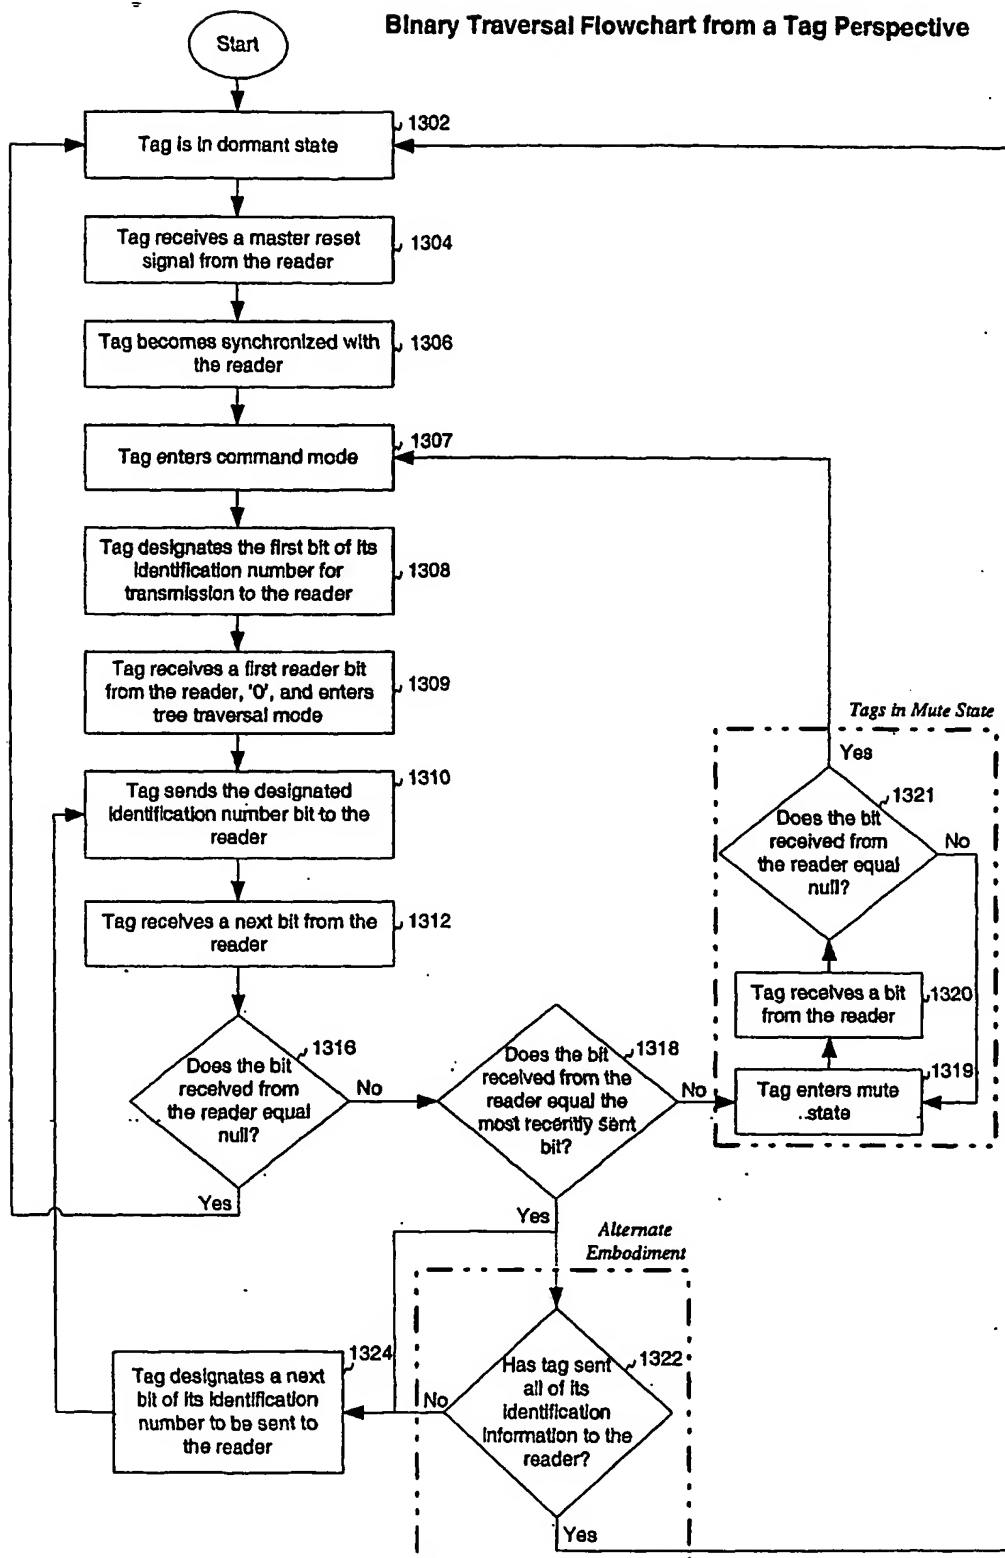 Binary Traversal Flowchart from a Tag Perspective
Start
1302
Tag is in dormant state
1304
Tag receives a master reset
signal from the reader
1306
Tag becomes synchronized with
the reader
1307
Tag enters command mode
1308
Tag designates the first bit of its
identification number for
transmission to the reader
1309
Tag receives a first reader bit
from the reader, '0', and enters
tree traversal mode
1310
Tag sends the designated
identification number bit to the
reader
1312
Tag receives a next bit from the
reader
1316
Does the bit
received from
the reader equal
null?
No
Yes
1318
Does the bit
received from the
reader equal the
most recently sent
bit?
No
Yes
Tags in Mute State
Yes
1321
Does the bit
received from
the reader equal
null?
No
Tag receives a bit
from the reader
1320
1319
Tag enters mute
state
Alternate
Embodiment
1322
Has tag sent
all of its
identification
information to the
reader?
No
Yes
1324
Tag designates a next
bit of its identification
number to be sent to
the reader